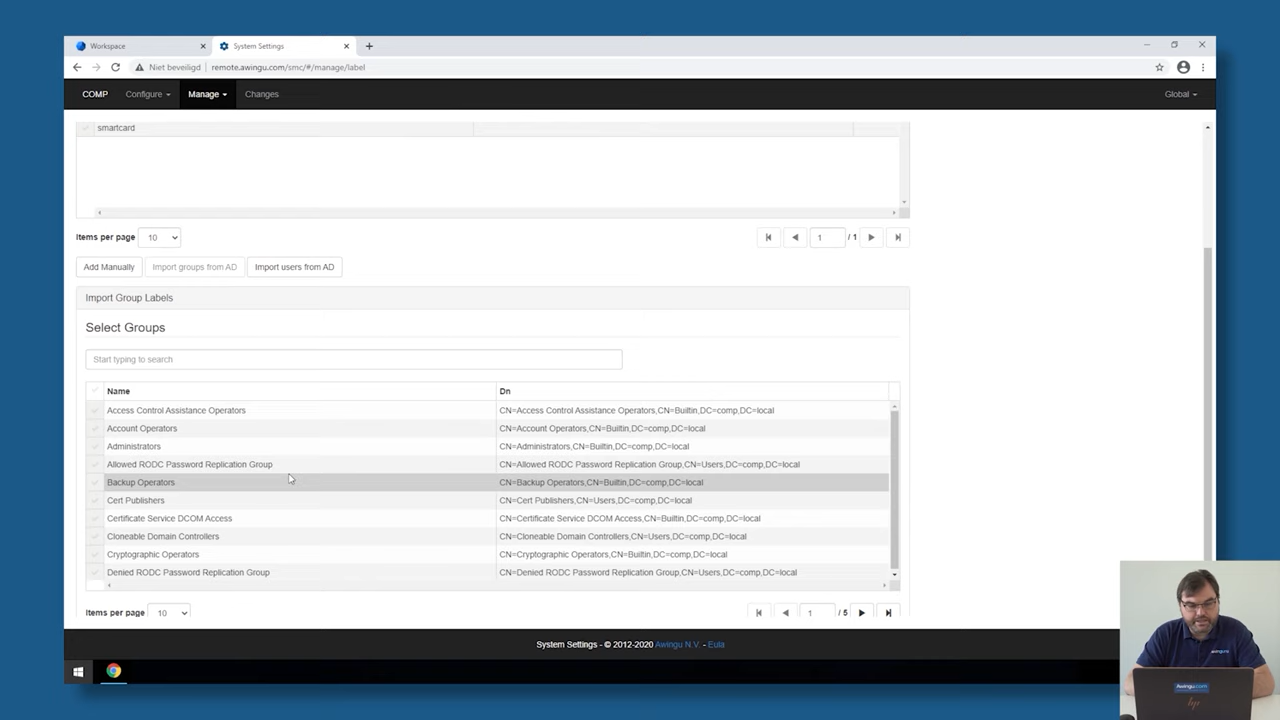 Workspace
System Settings
Niet beveiligd
remote.awingu.com/smc/#/manage/label
COMP
Configure
Manage
Changes
Global
smartcard
Items per page
10
1
/ 1
Add Manually
Import groups from AD
Import users from AD
Import Group Labels
Select Groups
Start typing to search
Name
Dn
Access Control Assistance Operators
CN=Access Control Assistance Operators,CN=Builtin,DC=comp,DC=local
Account Operators
CN=Account Operators,CN=Builtin,DC=comp,DC=local
Administrators
CN=Administrators,CN=Builtin,DC=comp,DC=local
Allowed RODC Password Replication Group
CN=Allowed RODC Password Replication Group,CN=Users,DC=comp,DC=local
Backup Operators
CN=Backup Operators,CN=Builtin,DC=comp,DC=local
Cert Publishers
CN=Cert Publishers,CN=Users,DC=comp,DC=local
Certificate Service DCOM Access
CN=Certificate Service DCOM Access,CN=Builtin,DC=comp,DC=local
Cloneable Domain Controllers
CN=Cloneable Domain Controllers,CN=Users,DC=comp,DC=local
Cryptographic Operators
CN=Cryptographic Operators,CN=Builtin,DC=comp,DC=local
Denied RODC Password Replication Group
CN=Denied RODC Password Replication Group,CN=Users,DC=comp,DC=local
Items per page
10
1
/ 5
System Settings - © 2012-2020 Awingu N.V. - Eula
awingu
Awingu.com
hp